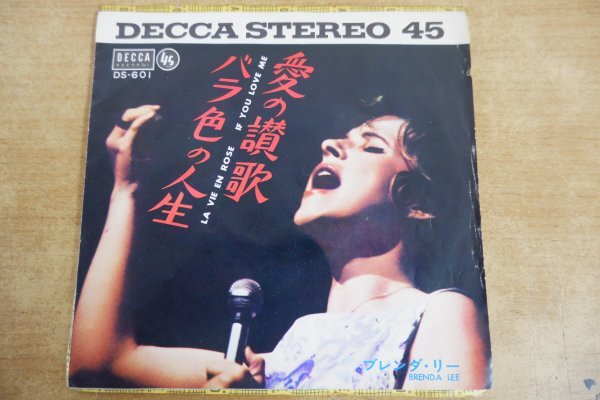 DECCA STEREO 45
DECCA
RECORDS
45
DS-601
愛の讃歌
IF YOU LOVE ME
バラ色の人生
LA VIE EN ROSE
ブレンダ・リー
BRENDA LEE